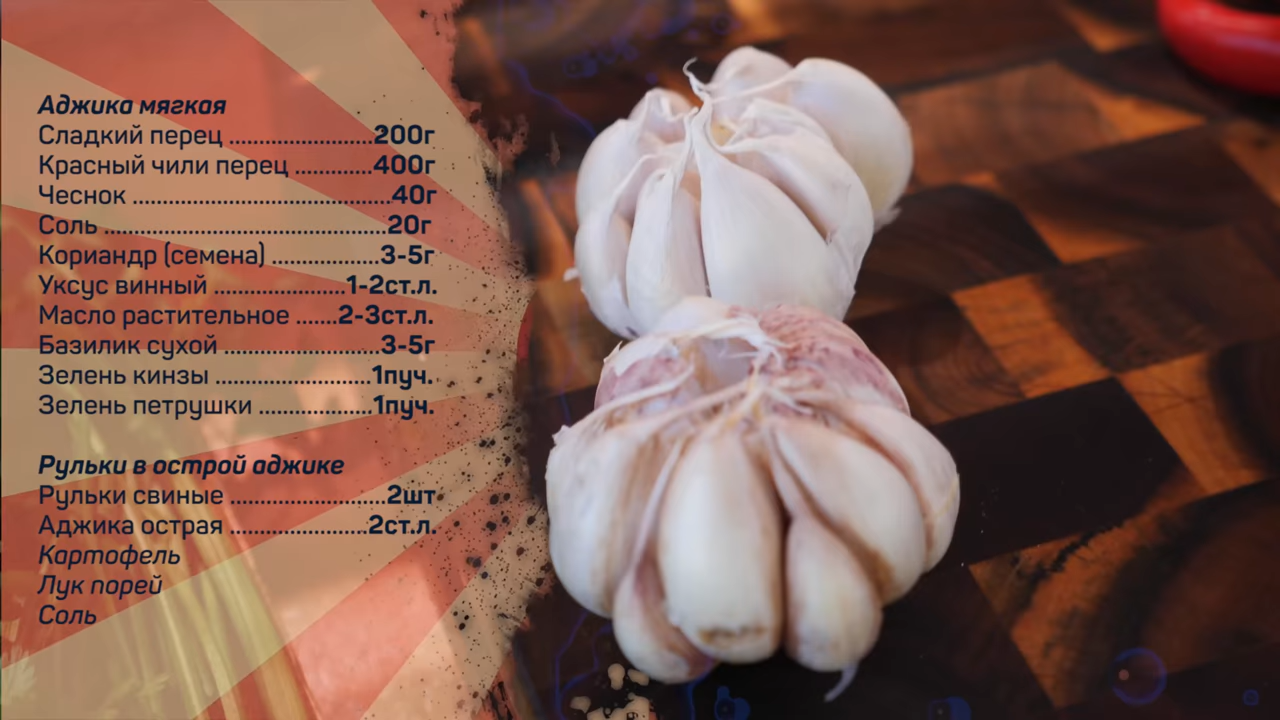 Аджика мягкая
Сладкий перец ........................200г
Красный чили перец .............400г
Чеснок ...........................................40г
Соль ...............................................20г
Кориандр (семена) ..................3-5г
Уксус винный ......................1-2ст.л.
Масло растительное .......2-3ст.л.
Базилик сухой ..........................3-5г
Зелень кинзы ..........................1пуч.
Зелень петрушки ...................1пуч.
Рульки в острой аджике
Рульки свиные ..........................2шт
Аджика острая .......................2ст.л.
Картофель
Лук порей
Соль